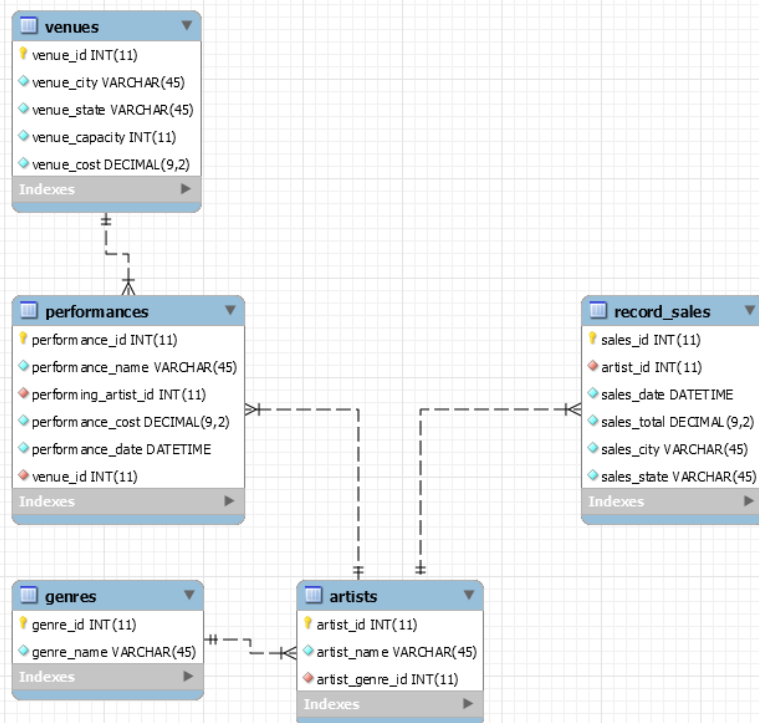 venues
venue_id INT(11)
venue_city VARCHAR(45)
venue_state VARCHAR(45)
venue_capacity INT(11)
venue_cost DECIMAL(9,2)
Indexes
performances
performance_id INT(11)
performance_name VARCHAR(45)
performing_artist_id INT(11)
performance_cost DECIMAL(9,2)
performance_date DATETIME
venue_id INT(11)
Indexes
record_sales
sales_id INT(11)
artist_id INT(11)
sales_date DATETIME
sales_total DECIMAL(9,2)
sales_city VARCHAR(45)
sales_state VARCHAR(45)
Indexes
genres
genre_id INT(11)
genre_name VARCHAR(45)
Indexes
artists
artist_id INT(11)
artist_name VARCHAR(45)
artist_genre_id INT(11)
Indexes